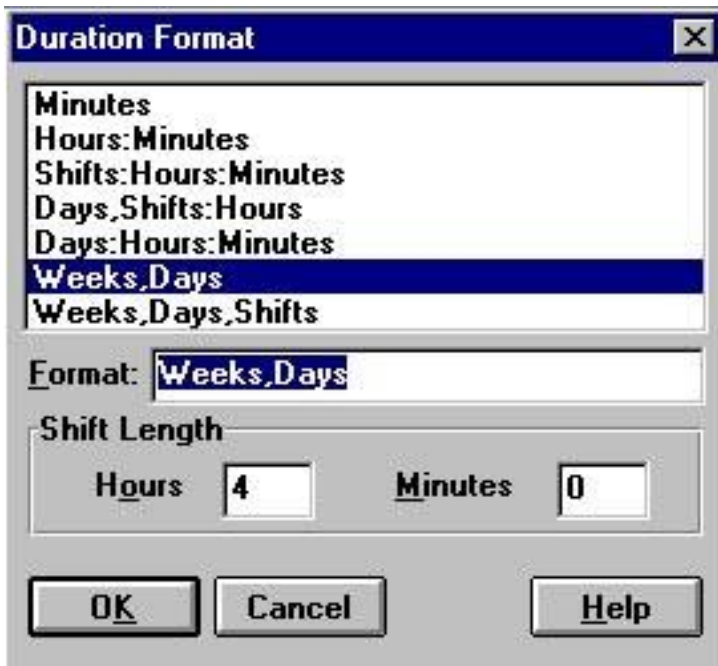 Duration Format
Minutes
Hours:Minutes
Shifts:Hours:Minutes
Days,Shifts:Hours
Days:Hours:Minutes
Weeks,Days
Weeks,Days,Shifts
Format: Weeks,Days
Shift Length
Hours 4 Minutes 0
OK Cancel Help